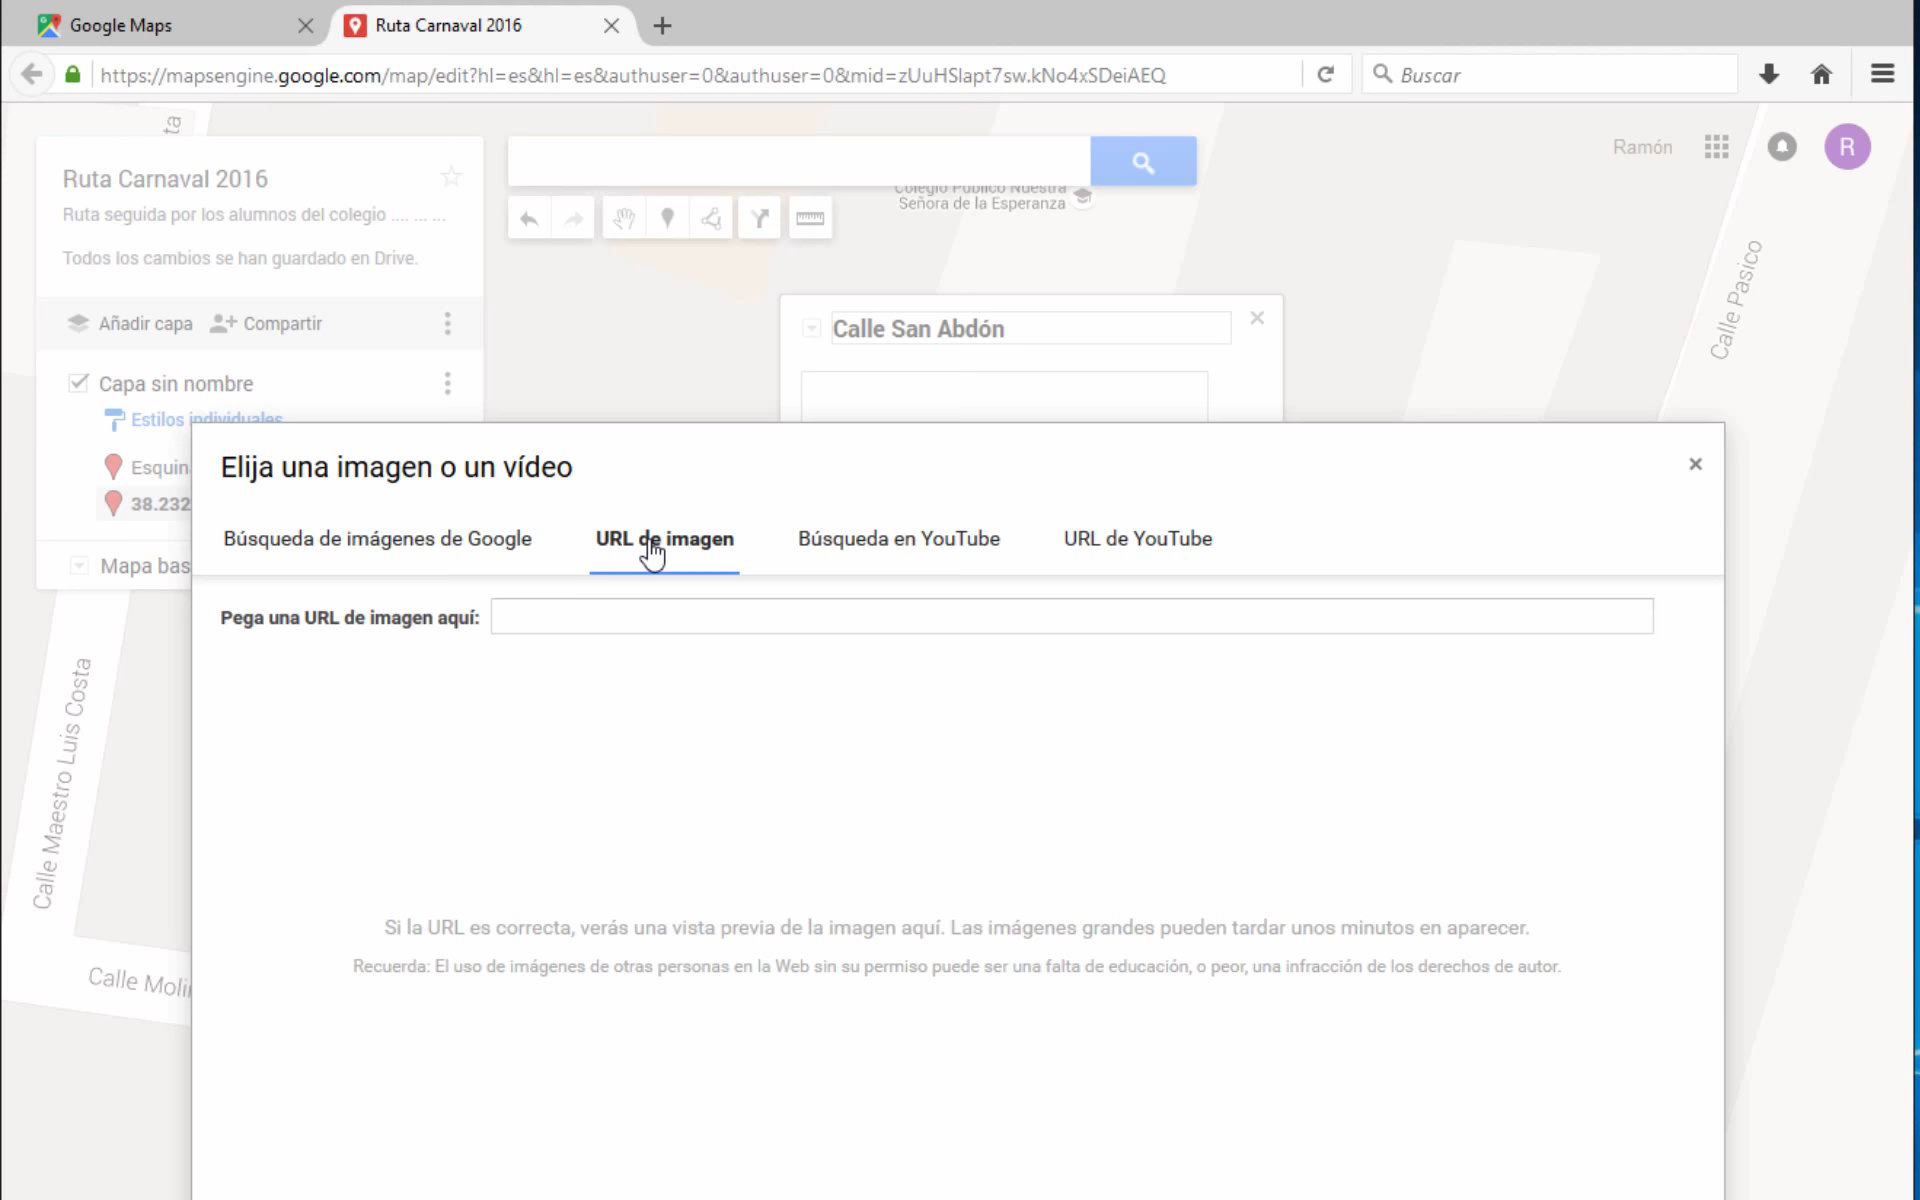 Google Maps
Ruta Carnaval 2016
https://mapsengine.google.com/map/edit?hl=es&hl=es&authuser=0&authuser=0&mid=zUuHSlapt7sw.kNo4xSDeiAEQ
Buscar
ta
Ruta Carnaval 2016
Ruta seguida por los alumnos del colegio .... ... ...
Todos los cambios se han guardado en Drive.
Ramón
R
Colegio Público Nuestra
Señora de la Esperanza
Calle Pasico
Añadir capa
Compartir
Calle San Abdón
Capa sin nombre
Estilos individuales
Esquin
38.232
Mapa bas
Elija una imagen o un vídeo
Búsqueda de imágenes de Google
URL de imagen
Búsqueda en YouTube
URL de YouTube
Pega una URL de imagen aquí:
Calle Maestro Luis Costa
Si la URL es correcta, verás una vista previa de la imagen aquí. Las imágenes grandes pueden tardar unos minutos en aparecer.
Recuerda: El uso de imágenes de otras personas en la Web sin su permiso puede ser una falta de educación, o peor, una infracción de los derechos de autor.
Calle Molin